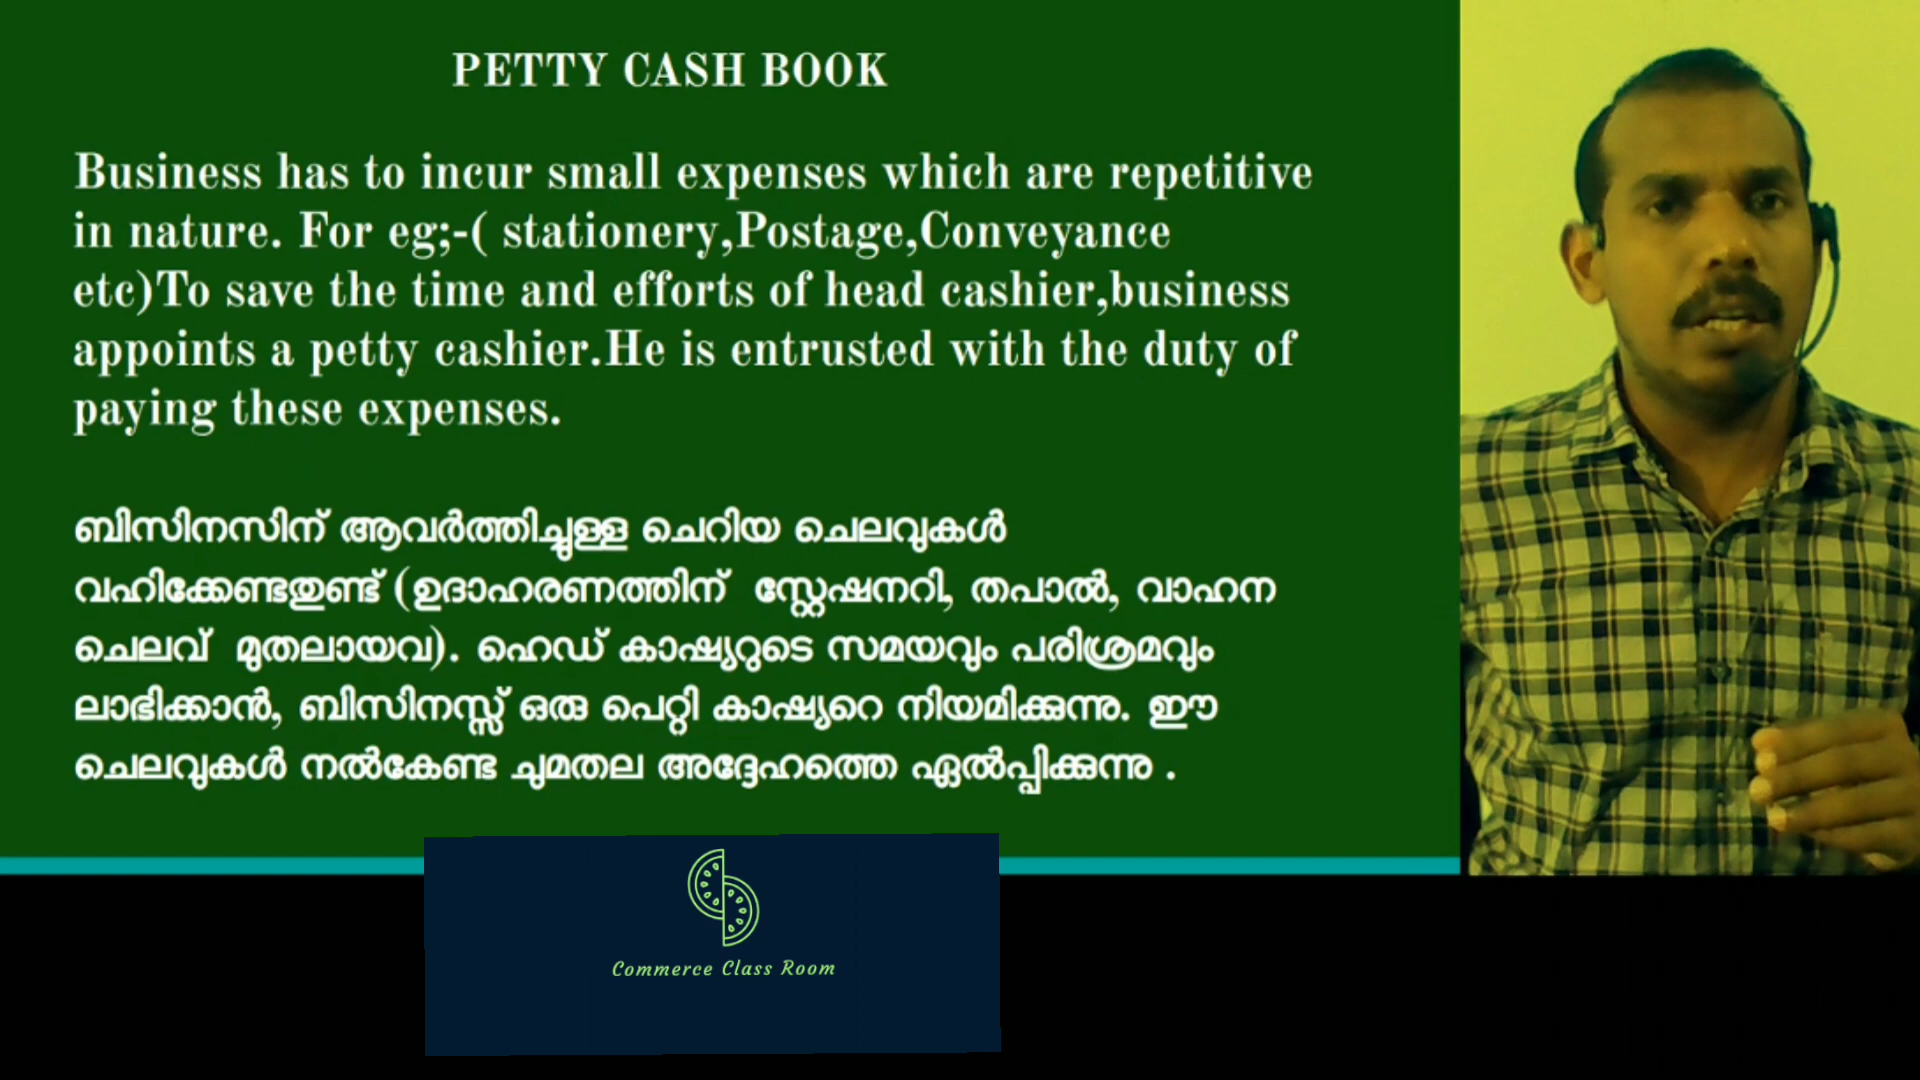 PETTY CASH BOOK
Business has to incur small expenses which are repetitive
in nature. For eg;-( stationery,Postage,Conveyance
etc)To save the time and efforts of head cashier,business
appoints a petty cashier.He is entrusted with the duty of
paying these expenses.
ബിസിനസിന് ആവർത്തിച്ചുള്ള ചെറിയ ചെലവുകൾ
വഹിക്കേണ്ടതുണ്ട് (ഉദാഹരണത്തിന് സ്റ്റേഷനറി, തപാൽ, വാഹന
ചെലവ് മുതലായവ). ഹെഡ് കാഷ്യറുടെ സമയവും പരിശ്രമവും
ലാഭിക്കാൻ, ബിസിനസ്സ് ഒരു പെറ്റി കാഷ്യറെ നിയമിക്കുന്നു. ഈ
ചെലവുകൾ നൽകേണ്ട ചുമതല അദ്ദേഹത്തെ ഏൽപ്പിക്കുന്നു .
Commerce Class Room